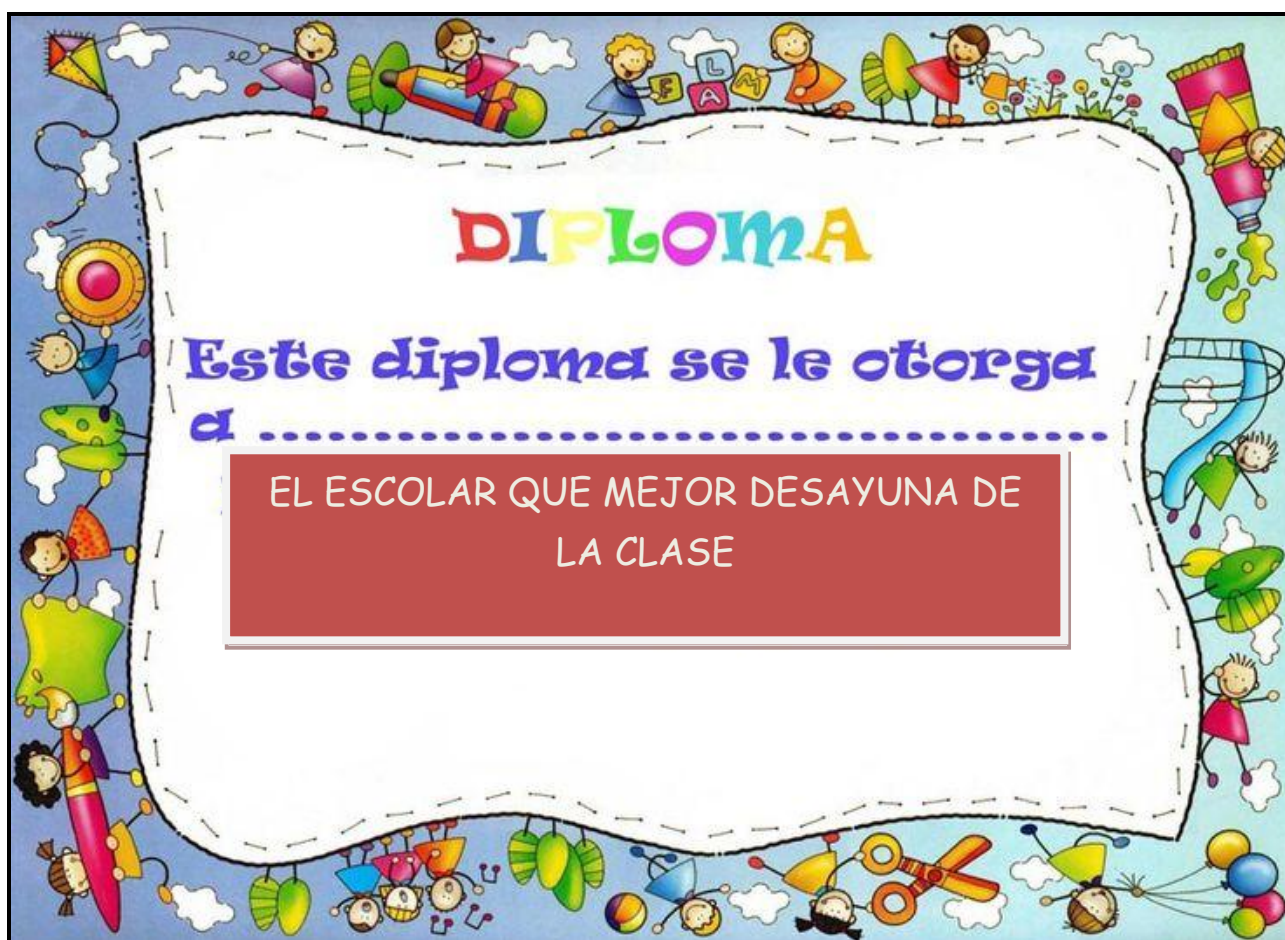 F L A M
DIPLOMA
Este diploma se le otorga
a ......................................
EL ESCOLAR QUE MEJOR DESAYUNA DE
LA CLASE